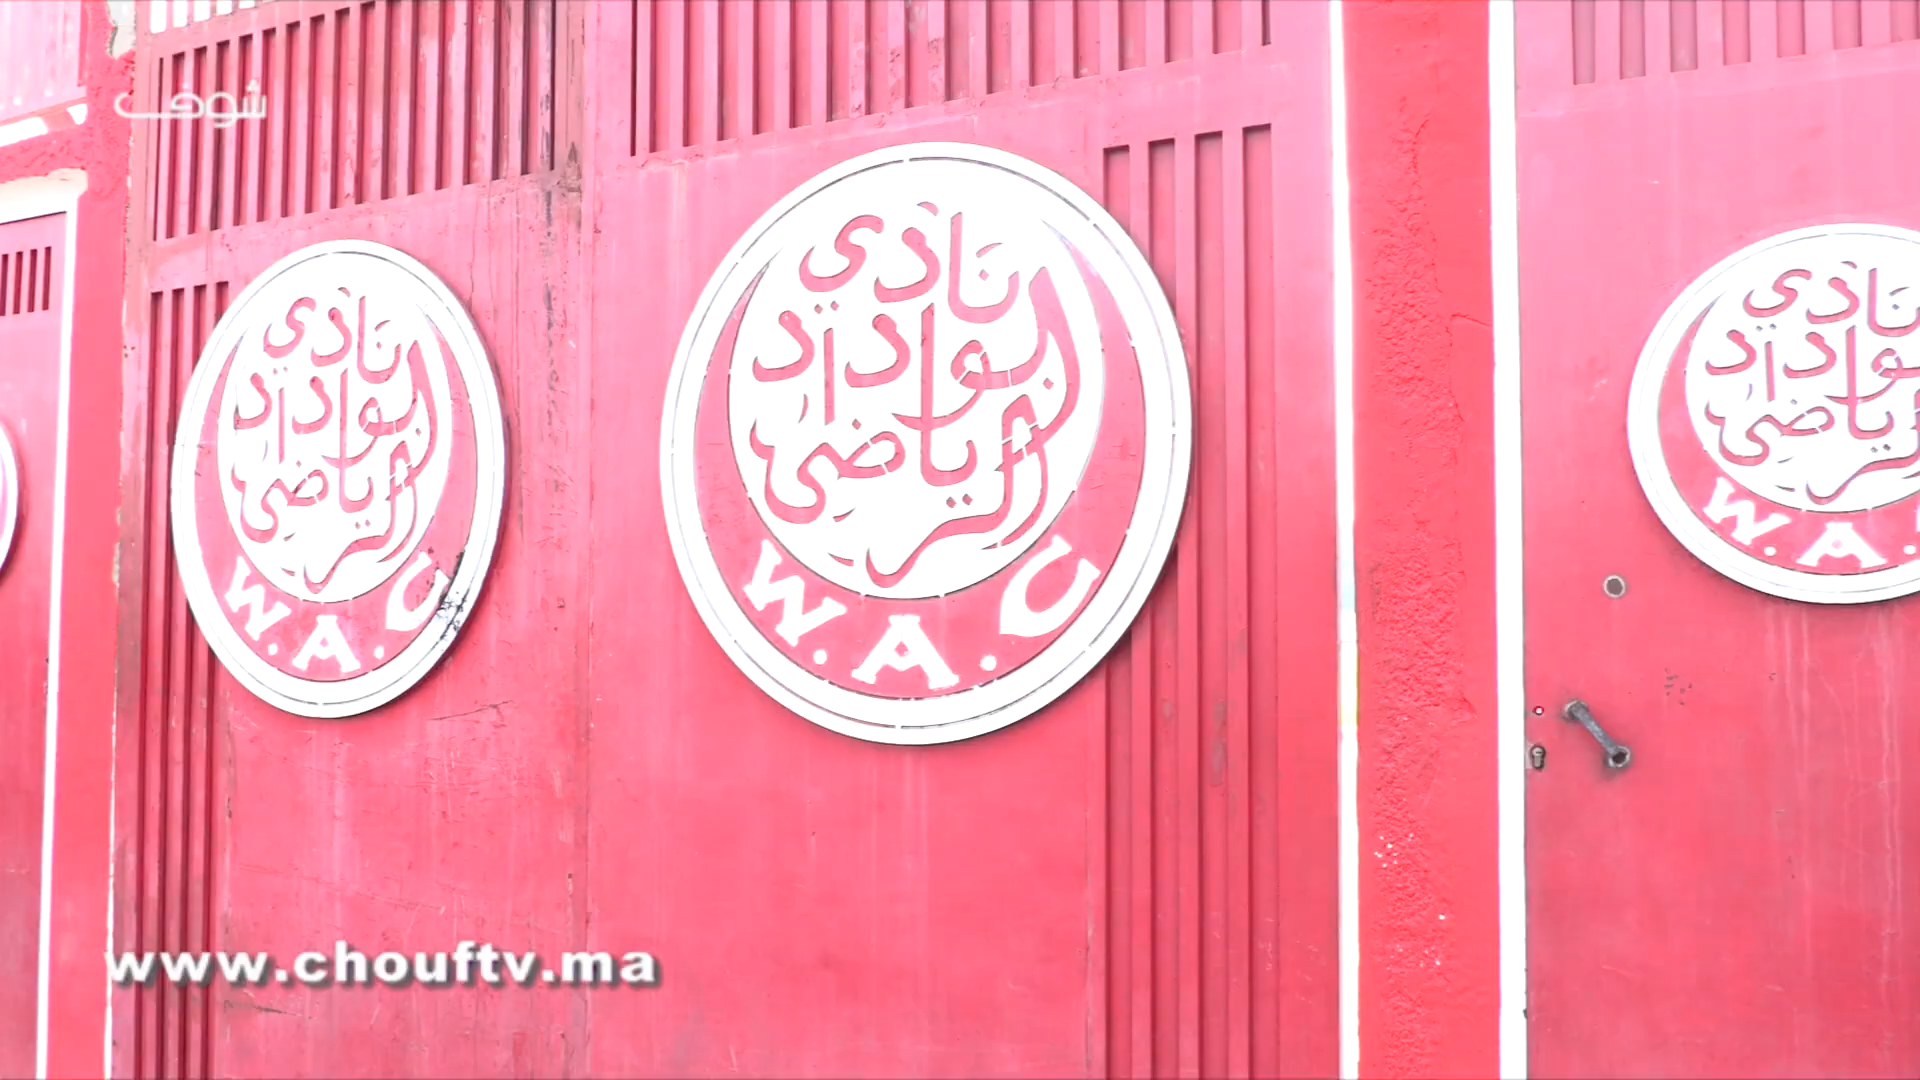 شوف
نادي
الوداد
الرياضي
W.A.C
نادي
الوداد
الرياضي
W.A.C
نادي
الوداد
الرياضي
W.A.
www.chouftv.ma